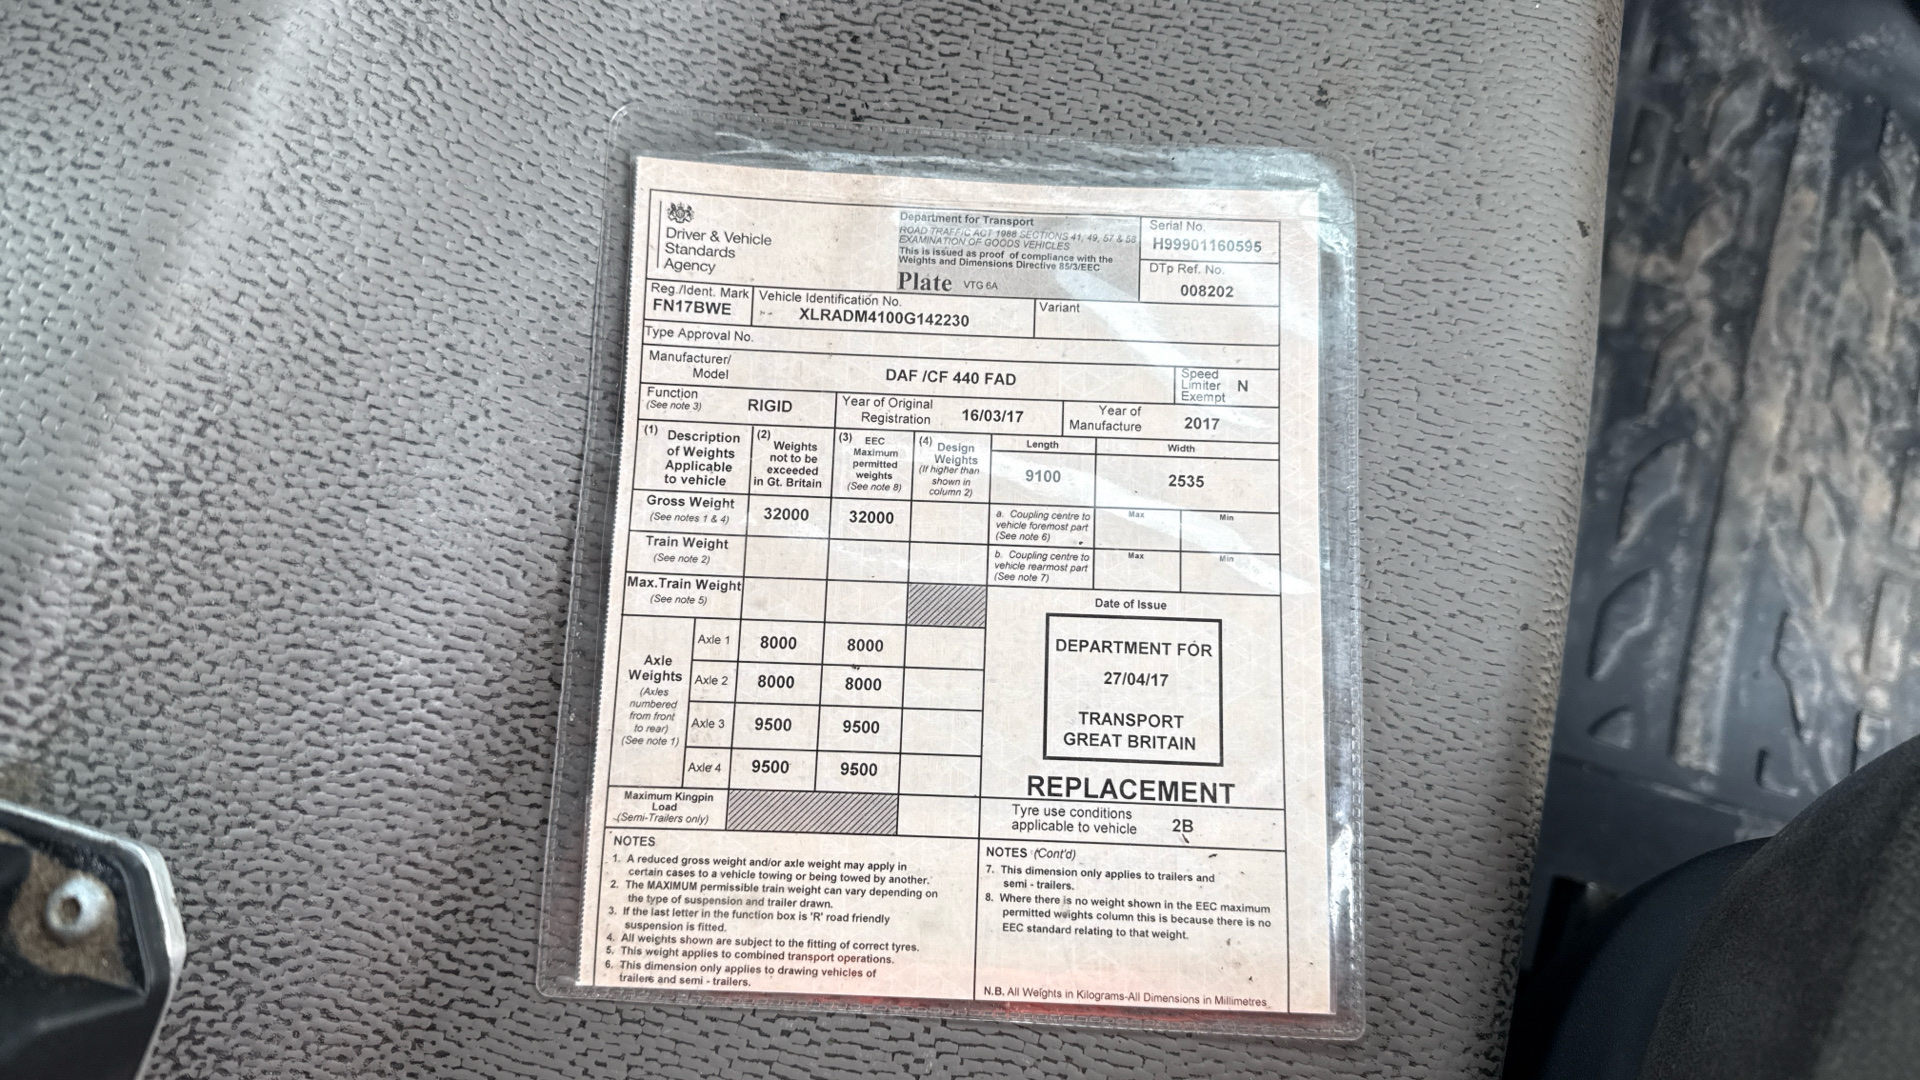 Driver & Vehicle
Standards
Agency
Department for Transport
ROAD TRAFFIC ACT 1988 SECTIONS 41, 49, 57 & 58
EXAMINATION OF GOODS VEHICLES
This is issued as proof of compliance with the
Weights and Dimensions Directive 85/3/EEC
Plate VTG 6A
Serial No.
H99901160595
DTp Ref. No.
008202
Reg./Ident. Mark
FN17BWE
Vehicle Identification No.
XLRADM4100G142230
Variant
Type Approval No.
Manufacturer/
Model
DAF /CF 440 FAD
Speed
Limiter
Exempt
N
Function
(See note 3)
RIGID
Year of Original
Registration
16/03/17
Year of
Manufacture
2017
(1) Description
of Weights
Applicable
to vehicle
(2) Weights
not to be
exceeded
in Gt. Britain
(3) EEC
Maximum
permitted
weights
(See note 8)
(4) Design
Weights
(If higher than
shown in
column 2)
Length
9100
Width
2535
Gross Weight
(See notes 1 & 4)
32000
32000
a. Coupling centre to
vehicle foremost part
(See note 6)
Max
Min
Train Weight
(See note 2)
b. Coupling centre to
vehicle rearmost part
(See note 7)
Max
Min
Max.Train Weight
(See note 5)
Axle
Weights
(Axles
numbered
from front
to rear)
(See note 1)
Axle 1 8000 8000
Axle 2 8000 8000
Axle 3 9500 9500
Axle 4 9500 9500
Maximum Kingpin
Load
(Semi-Trailers only)
Date of Issue
DEPARTMENT FOR
27/04/17
TRANSPORT
GREAT BRITAIN
REPLACEMENT
Tyre use conditions
applicable to vehicle
2B
NOTES
1. A reduced gross weight and/or axle weight may apply in
certain cases to a vehicle towing or being towed by another.
2. The MAXIMUM permissible train weight can vary depending on
the type of suspension and trailer drawn.
3. If the last letter in the function box is 'R' road friendly
suspension is fitted.
4. All weights shown are subject to the fitting of correct tyres.
5. This weight applies to combined transport operations.
6. This dimension only applies to drawing vehicles of
trailers and semi - trailers.
NOTES (Cont'd)
7. This dimension only applies to trailers and
semi - trailers.
8. Where there is no weight shown in the EEC maximum
permitted weights column this is because there is no
EEC standard relating to that weight.
N.B. All Weights in Kilograms-All Dimensions in Millimetres